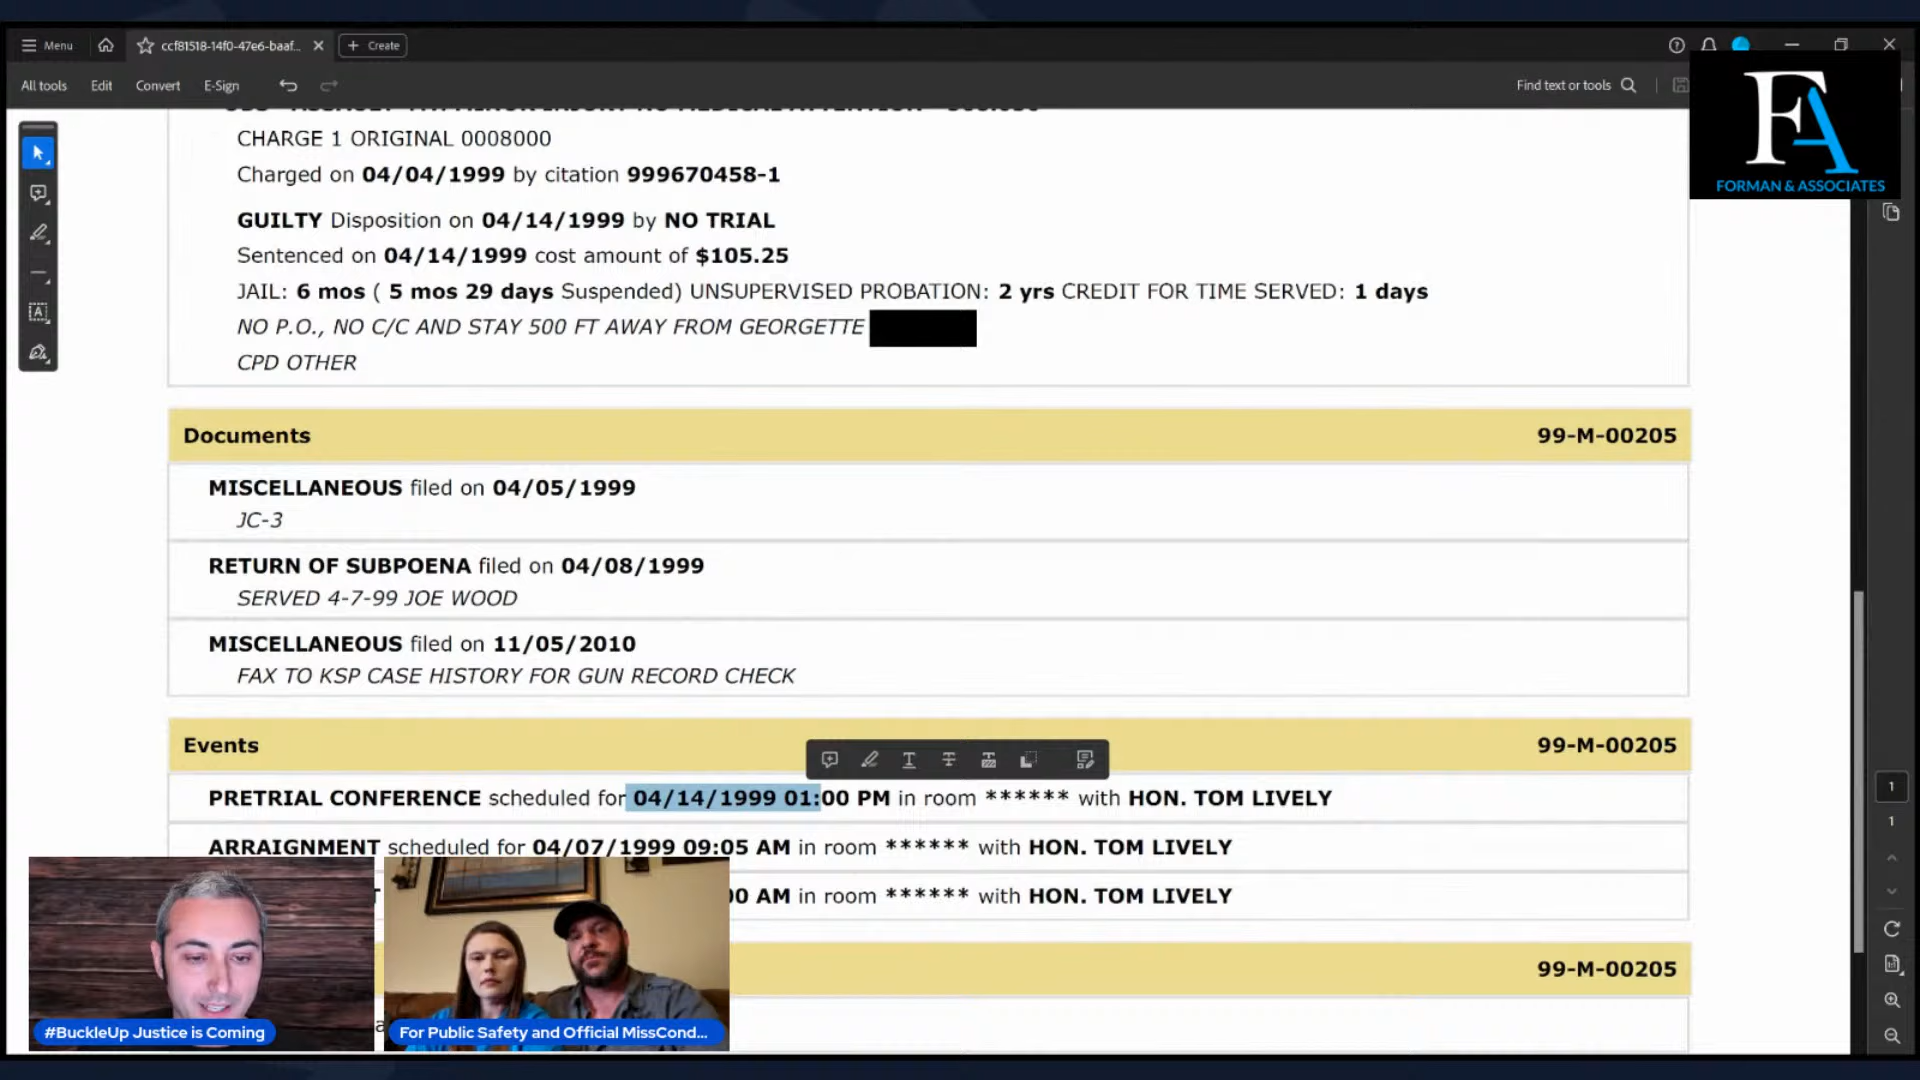 Menu
ccf81518-14f0-47e6-baaf...
Create
All tools
Edit
Convert
E-Sign
Find text or tools
FA
FORMAN & ASSOCIATES
CHARGE 1 ORIGINAL 0008000
Charged on 04/04/1999 by citation 999670458-1
GUILTY Disposition on 04/14/1999 by NO TRIAL
Sentenced on 04/14/1999 cost amount of $105.25
JAIL: 6 mos ( 5 mos 29 days Suspended) UNSUPERVISED PROBATION: 2 yrs CREDIT FOR TIME SERVED: 1 days
NO P.O., NO C/C AND STAY 500 FT AWAY FROM GEORGETTE
CPD OTHER
Documents 99-M-00205
MISCELLANEOUS filed on 04/05/1999
JC-3
RETURN OF SUBPOENA filed on 04/08/1999
SERVED 4-7-99 JOE WOOD
MISCELLANEOUS filed on 11/05/2010
FAX TO KSP CASE HISTORY FOR GUN RECORD CHECK
Events 99-M-00205
PRETRIAL CONFERENCE scheduled for 04/14/1999 01:00 PM in room ****** with HON. TOM LIVELY
ARRAIGNMENT scheduled for 04/07/1999 09:05 AM in room ****** with HON. TOM LIVELY
00 AM in room ****** with HON. TOM LIVELY
99-M-00205
1
1
#BuckleUp Justice is Coming
For Public Safety and Official MissCond...